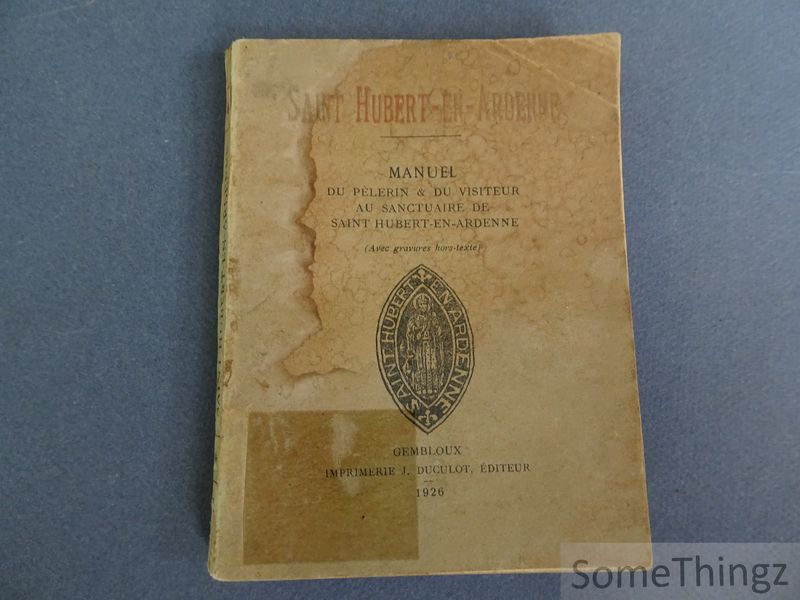 SAINT HUBERT-EN-ARDENNE
MANUEL
DU PÈLERIN & DU VISITEUR
AU SANCTUAIRE DE
SAINT HUBERT-EN-ARDENNE
(Avec gravures hors-texte)
SAINT HUBERT EN ARDENNE
GEMBLOUX
IMPRIMERIE J. DUCULOT, ÉDITEUR
1926
SomeThingz